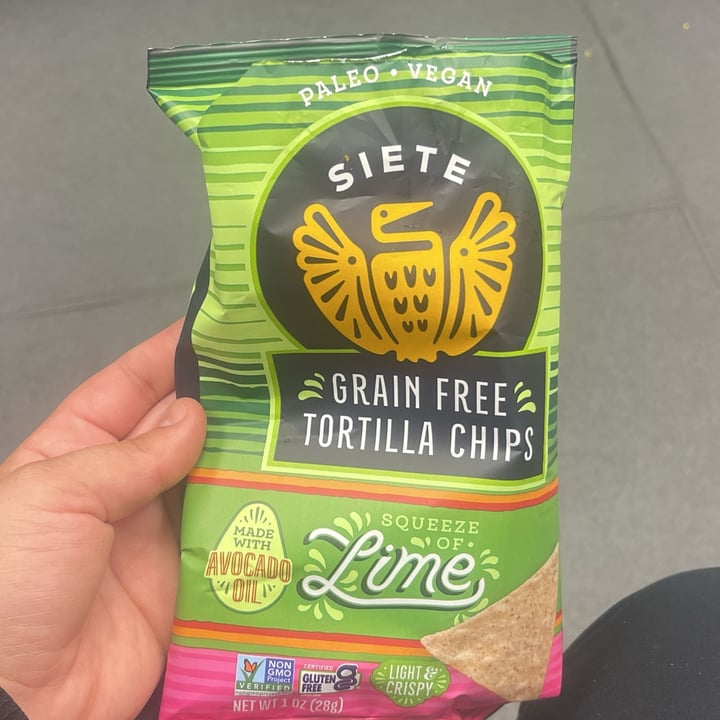 PALEO • VEGAN
SIETE
GRAIN FREE
TORTILLA CHIPS
MADE
WITH
AVOCADO
OIL
SQUEEZE
OF
Lime
NON
GMO
Project
VERIFIED
CERTIFIED
GLUTEN
FREE
LIGHT &
CRISPY
NET WT 1 OZ (28g)